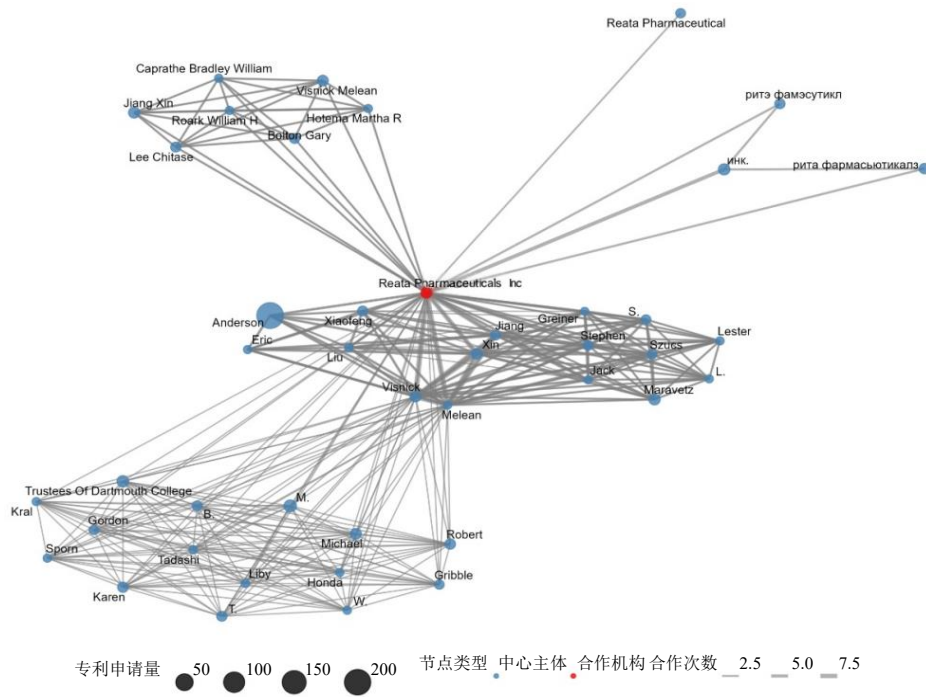 Reata Pharmaceutical
Caprathe Bradley William
Visnick Melean
ритэ фамэсутикл
Jiang Xin
Roark William H
Hotema Martha R
Bolton Gary
Lee Chitase
инк.
рита фармасьютикалз
Reata Pharmaceuticals Inc
Anderson
Xiaofeng
Jiang
Greiner
S.
Eric
Liu
Xin
Stephen
Szucs
Lester
Jack
L.
Visnick
Maravetz
Melean
Trustees Of Dartmouth College
Kral
B.
M.
Gordon
Michael
Robert
Sporn
Tadashi
Liby
Honda
Gribble
Karen
T.
W.
专利申请量 50 100 150 200
节点类型 中心主体 合作机构 合作次数 2.5 5.0 7.5